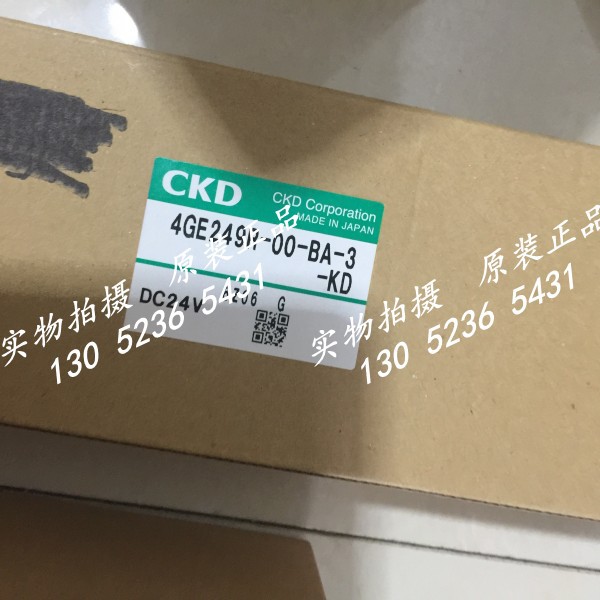 CKD
CKD Corporation
MADE IN JAPAN
-00-BA-3
-KD
DC24V
G
实物拍摄 原装正品
130 5236 5431
实物拍摄 原装正品
130 5236 5431